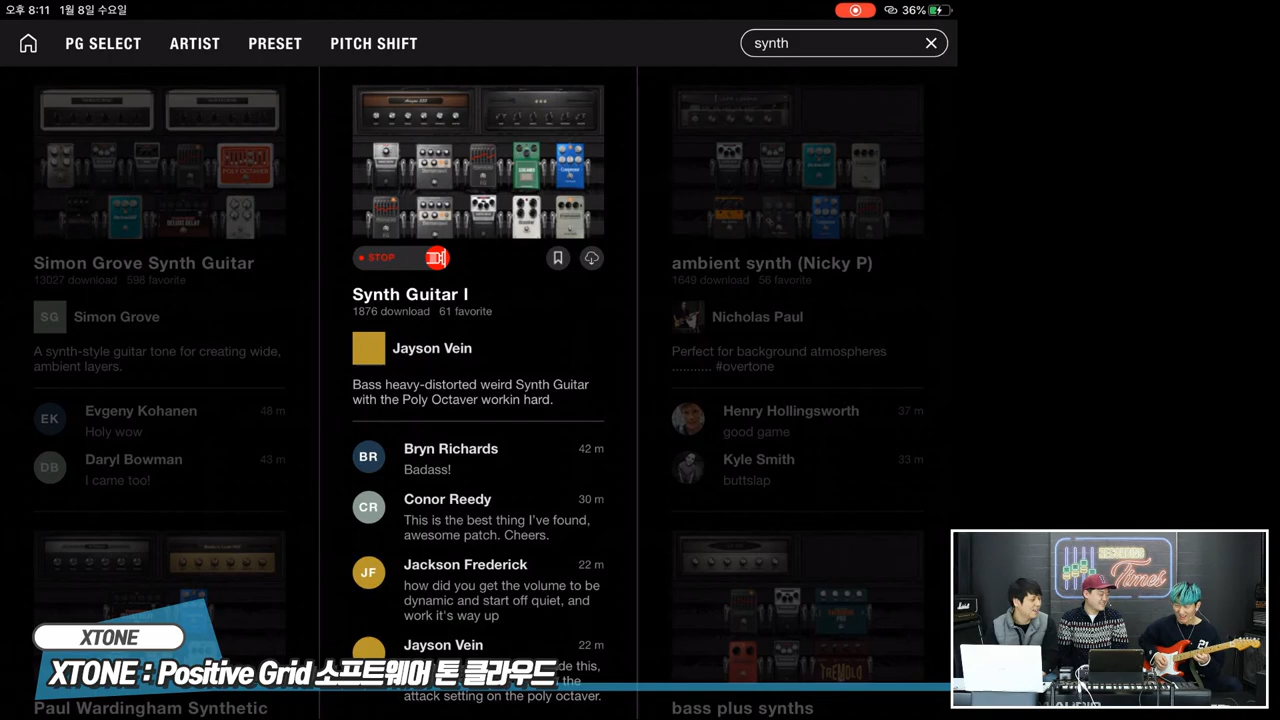 오후 8:11 1월 8일 수요일
36%
PG SELECT
ARTIST
PRESET
PITCH SHIFT
synth
POLY OCTAVER
Simon Grove Synth Guitar
13027 download 598 favorite
SG
Simon Grove
A synth-style guitar tone for creating wide,
ambient layers.
EK
Evgeny Kohanen
48 m
Holy wow
DB
Daryl Bowman
43 m
I came too!
Paul Wardingham Synthetic
STOP
Synth Guitar I
1876 download 61 favorite
Jayson Vein
Bass heavy-distorted weird Synth Guitar
with the Poly Octaver workin hard.
BR
Bryn Richards
42 m
Badass!
CR
Conor Reedy
30 m
This is the best thing I've found,
awesome patch. Cheers.
JF
Jackson Frederick
22 m
how did you get the volume to be
dynamic and start off quiet, and
work it's way up
Jayson Vein
22 m
de this,
attack setting on the poly octaver.
ambient synth (Nicky P)
1649 download 56 favorite
Nicholas Paul
Perfect for background atmospheres
........... #overtone
Henry Hollingsworth
37 m
good game
Kyle Smith
33 m
buttslap
TREMOLO
bass plus synths
XTONE
XTONE : Positive Grid 소프트웨어 톤 클라우드
Times